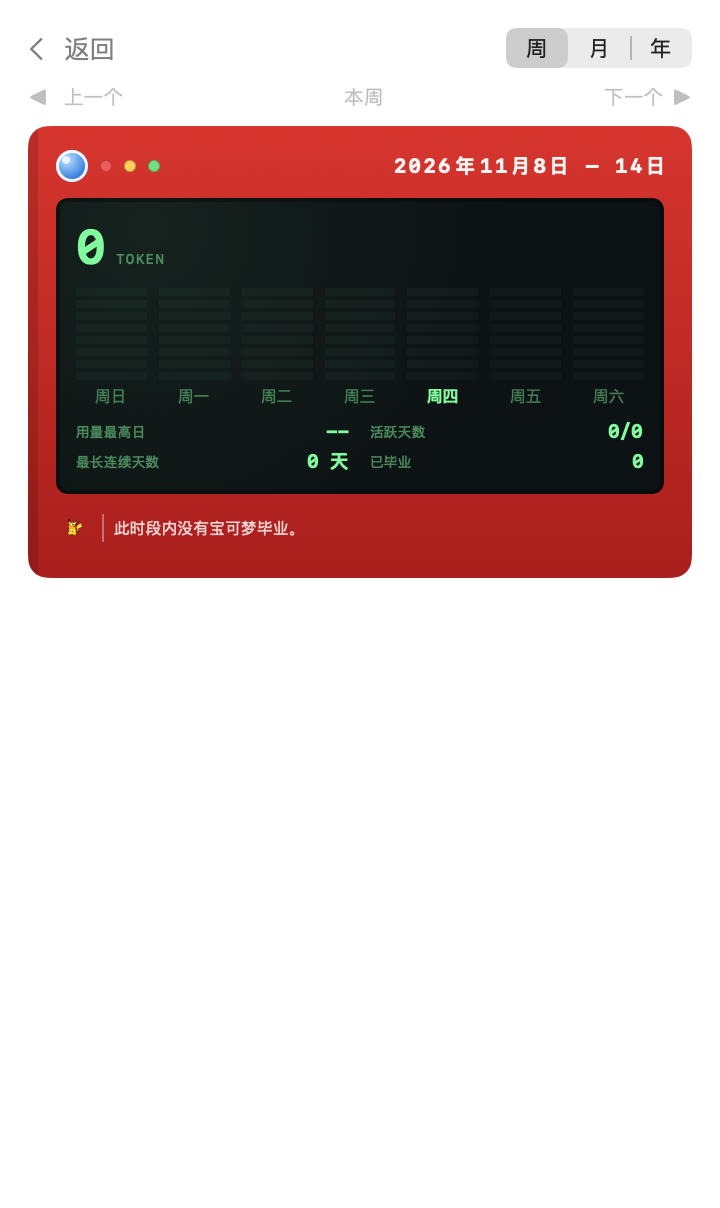 返回
周 月 年
上一个 本周 下一个
2026年11月8日 – 14日
0 TOKEN
周日 周一 周二 周三 周四 周五 周六
用量最高日 —— 活跃天数 0/0
最长连续天数 0 天 已毕业 0
此时段内没有宝可梦毕业。